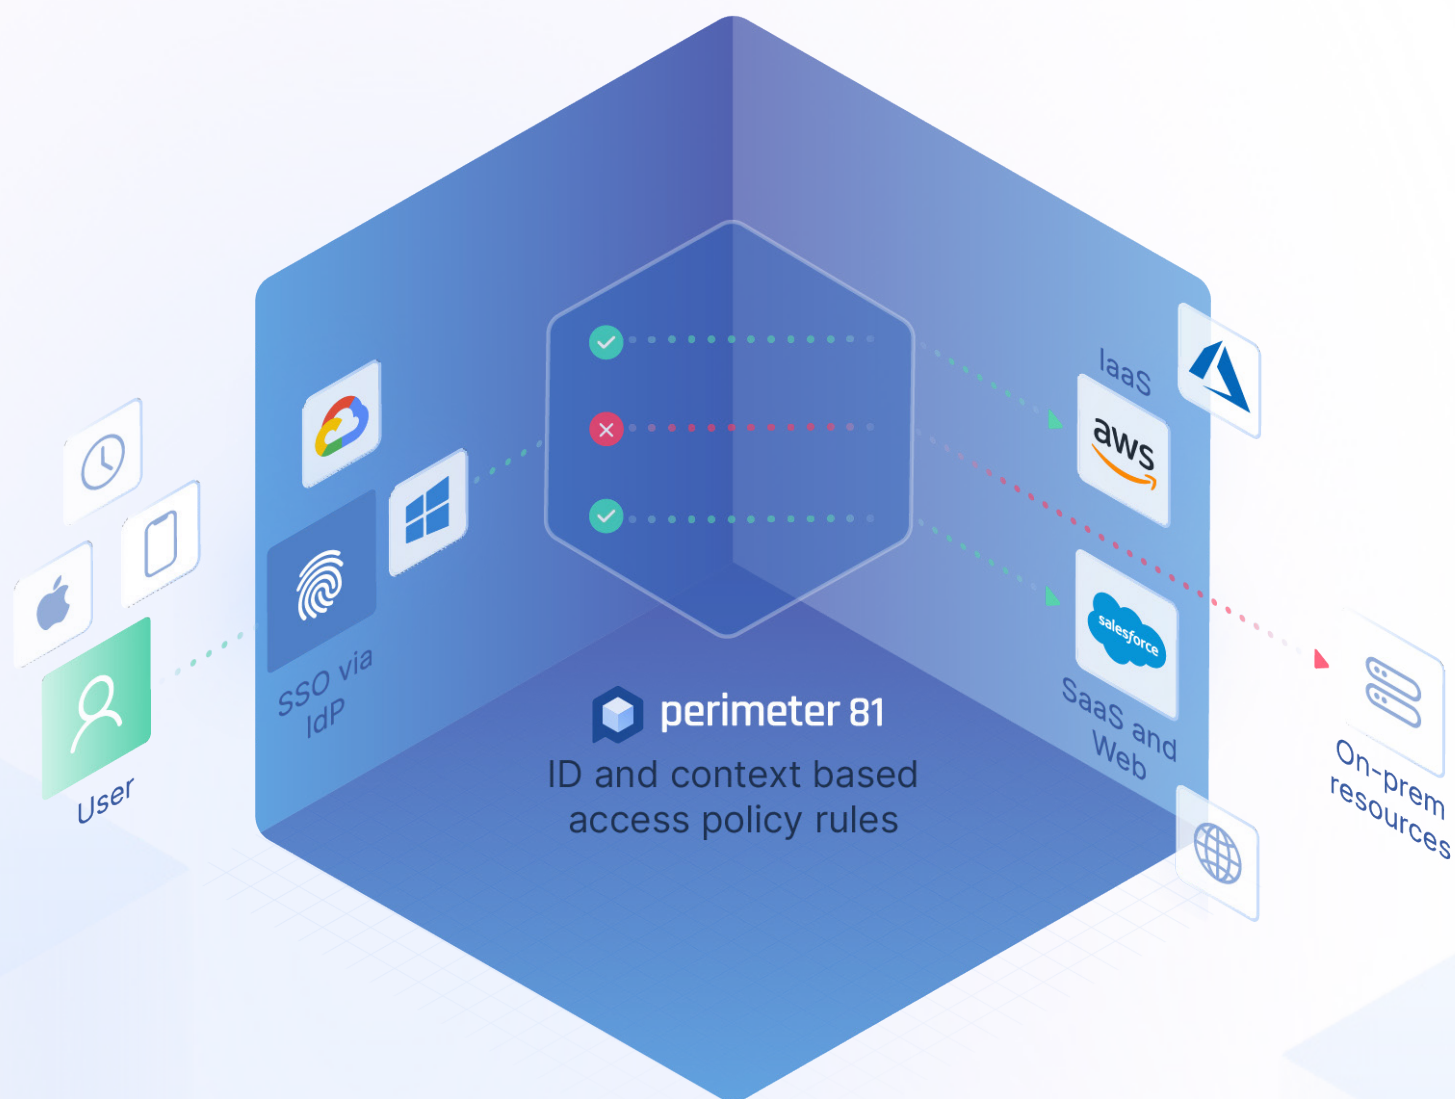 User
SSO via
IdP
perimeter 81
ID and context based
access policy rules
IaaS
aws
salesforce
SaaS and
Web
On-prem
resources